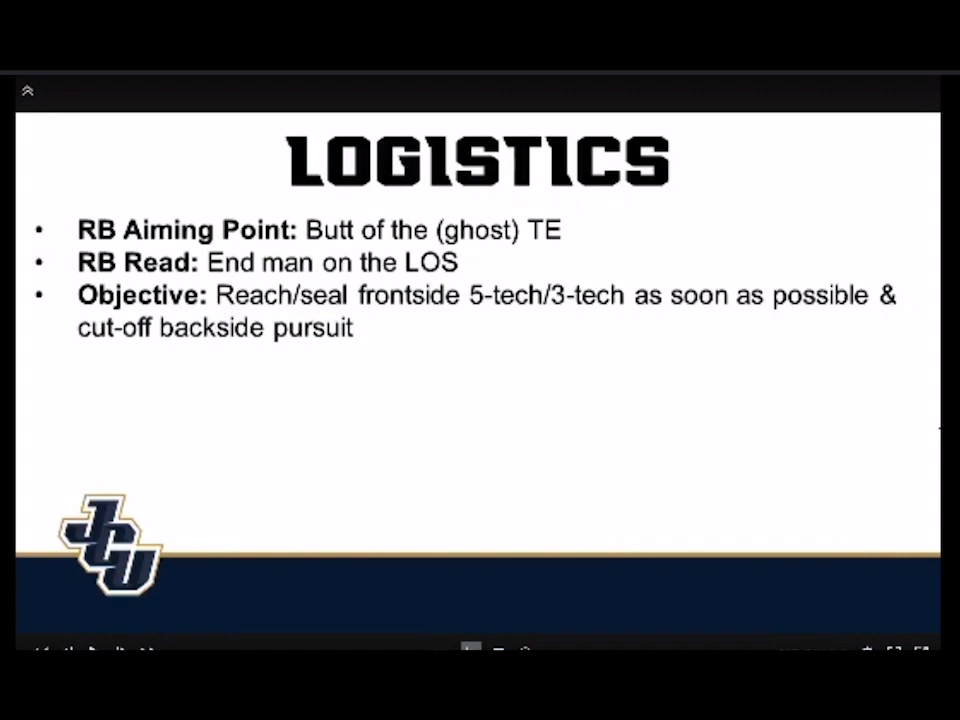 LOGISTICS
• RB Aiming Point: Butt of the (ghost) TE
• RB Read: End man on the LOS
• Objective: Reach/seal frontside 5-tech/3-tech as soon as possible &
cut-off backside pursuit
JCU